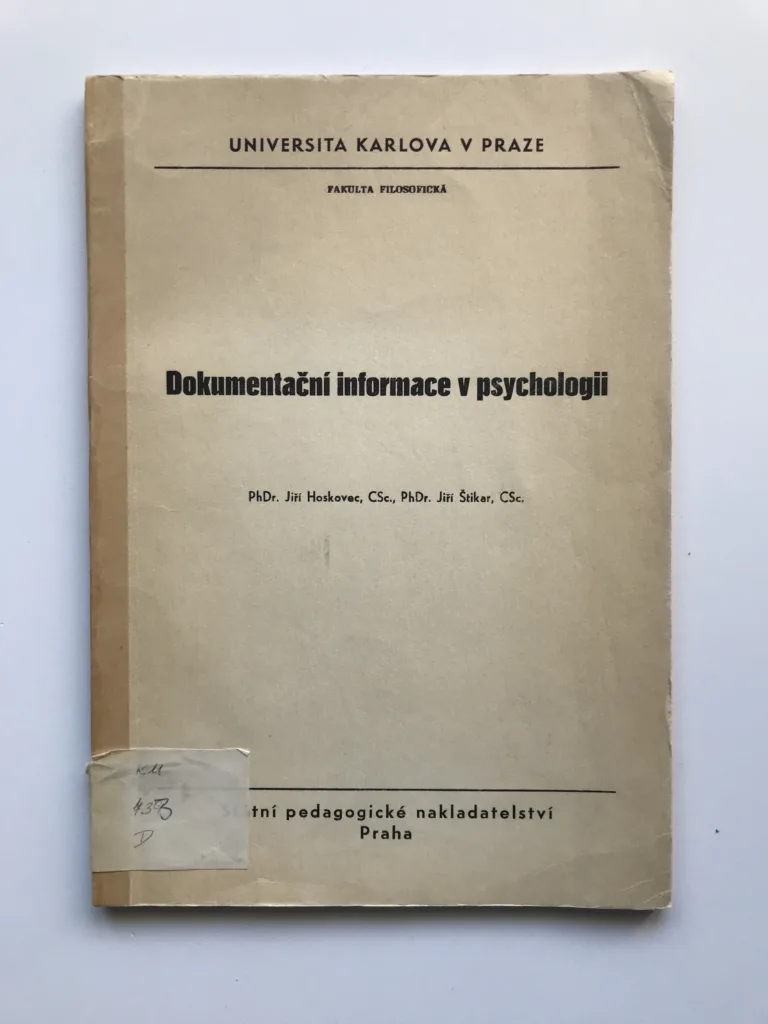 UNIVERSITA KARLOVA V PRAZE
FAKULTA FILOSOFICKÁ
Dokumentační informace v psychologii
PhDr. Jiří Hoskovec, CSc., PhDr. Jiří Štikar, CSc.
Státní pedagogické nakladatelství
Praha
D